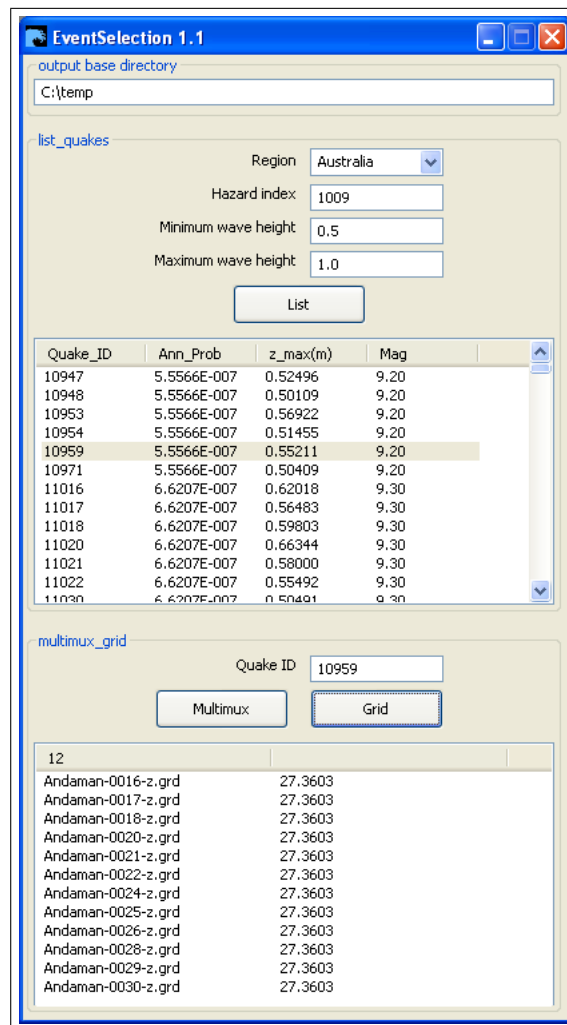 EventSelection 1.1
output base directory
C:\temp
list_quakes
Region Australia
Hazard index 1009
Minimum wave height 0.5
Maximum wave height 1.0
List
Quake_ID Ann_Prob z_max(m) Mag
10947 5.5566E-007 0.52496 9.20
10948 5.5566E-007 0.50109 9.20
10953 5.5566E-007 0.56922 9.20
10954 5.5566E-007 0.51455 9.20
10959 5.5566E-007 0.55211 9.20
10971 5.5566E-007 0.50409 9.20
11016 6.6207E-007 0.62018 9.30
11017 6.6207E-007 0.56483 9.30
11018 6.6207E-007 0.59803 9.30
11020 6.6207E-007 0.66344 9.30
11021 6.6207E-007 0.58000 9.30
11022 6.6207E-007 0.55492 9.30
11030 6.6207E-007 0.50491 9.30
multimux_grid
Quake ID 10959
Multimux Grid
12
Andaman-0016-z.grd 27.3603
Andaman-0017-z.grd 27.3603
Andaman-0018-z.grd 27.3603
Andaman-0020-z.grd 27.3603
Andaman-0021-z.grd 27.3603
Andaman-0022-z.grd 27.3603
Andaman-0024-z.grd 27.3603
Andaman-0025-z.grd 27.3603
Andaman-0026-z.grd 27.3603
Andaman-0028-z.grd 27.3603
Andaman-0029-z.grd 27.3603
Andaman-0030-z.grd 27.3603